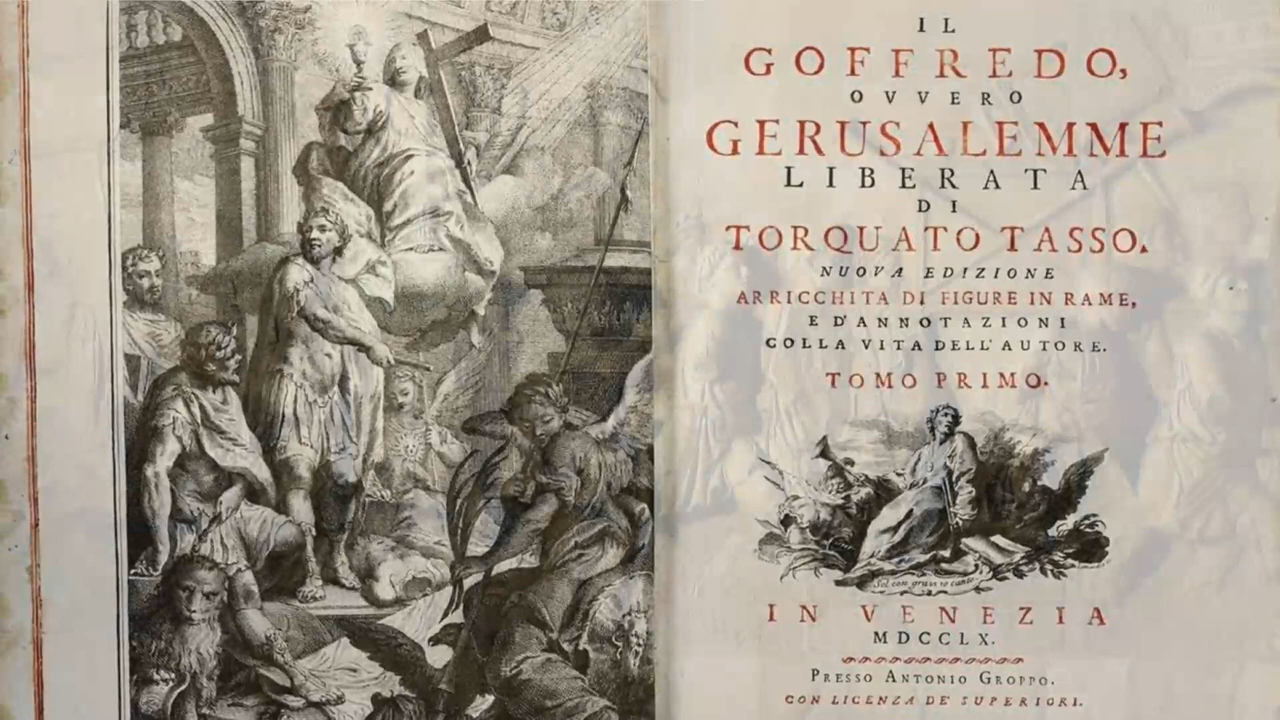 IL
GOFFREDO,
OVVERO
GERUSALEMME
LIBERATA
DI
TORQUATO TASSO.
NUOVA EDIZIONE
ARRICCHITA DI FIGURE IN RAME,
E D'ANNOTAZIONI
COLLA VITA DELL'AUTORE.
TOMO PRIMO.
IN VENEZIA
MDCCLX.
PRESSO ANTONIO GROPPO.
CON LICENZA DE' SUPERIORI.